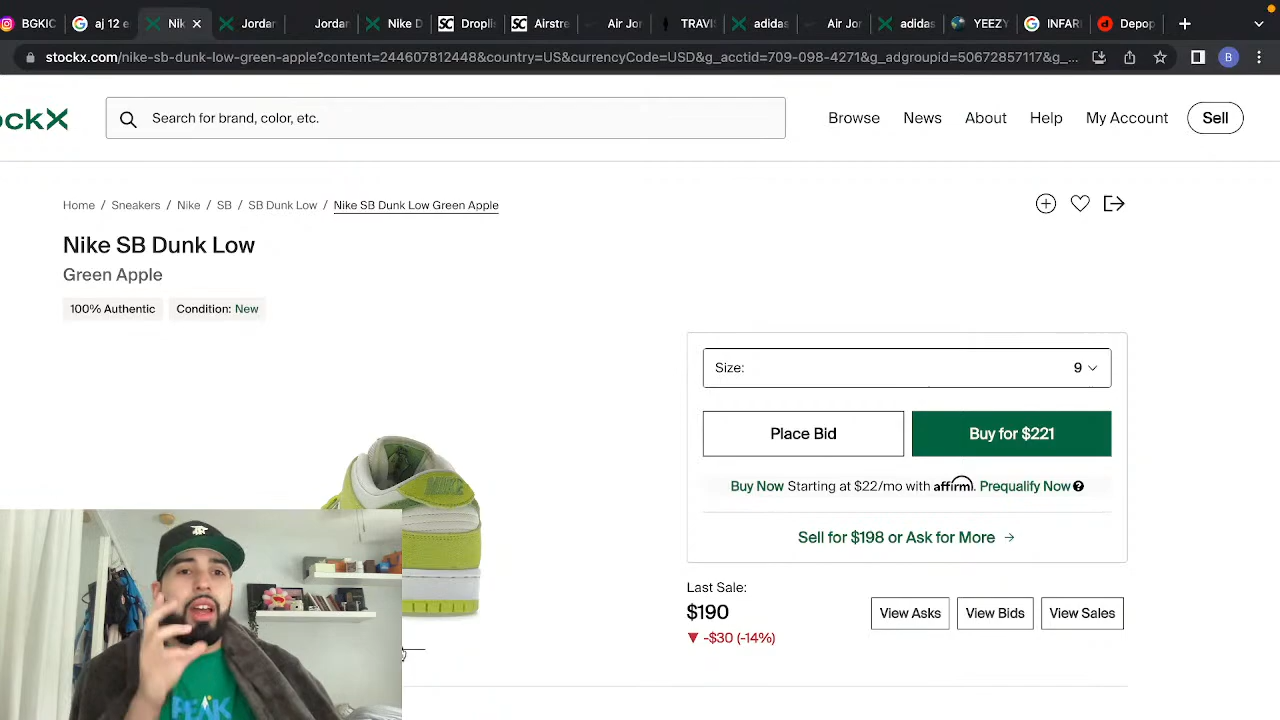 BGKIC
aj 12 e
Nik
Jordar
Jordar
Nike D
Droplis
Airstre
Air Jor
TRAVI
adidas
Air Jor
adidas
YEEZY
INFARI
Depop
stockx.com/nike-sb-dunk-low-green-apple?content=244607812448&country=US&currencyCode=USD&g_acctid=709-098-4271&g_adgroupid=50672857117&g_...
B
ckX
Search for brand, color, etc.
Browse
News
About
Help
My Account
Sell
Home / Sneakers / Nike / SB / SB Dunk Low / Nike SB Dunk Low Green Apple
Nike SB Dunk Low
Green Apple
100% Authentic
Condition: New
Size: 9
Place Bid
Buy for $221
Buy Now Starting at $22/mo with affirm. Prequalify Now
Sell for $198 or Ask for More →
Last Sale:
$190
▼ -$30 (-14%)
View Asks
View Bids
View Sales
NIKE
PEAK